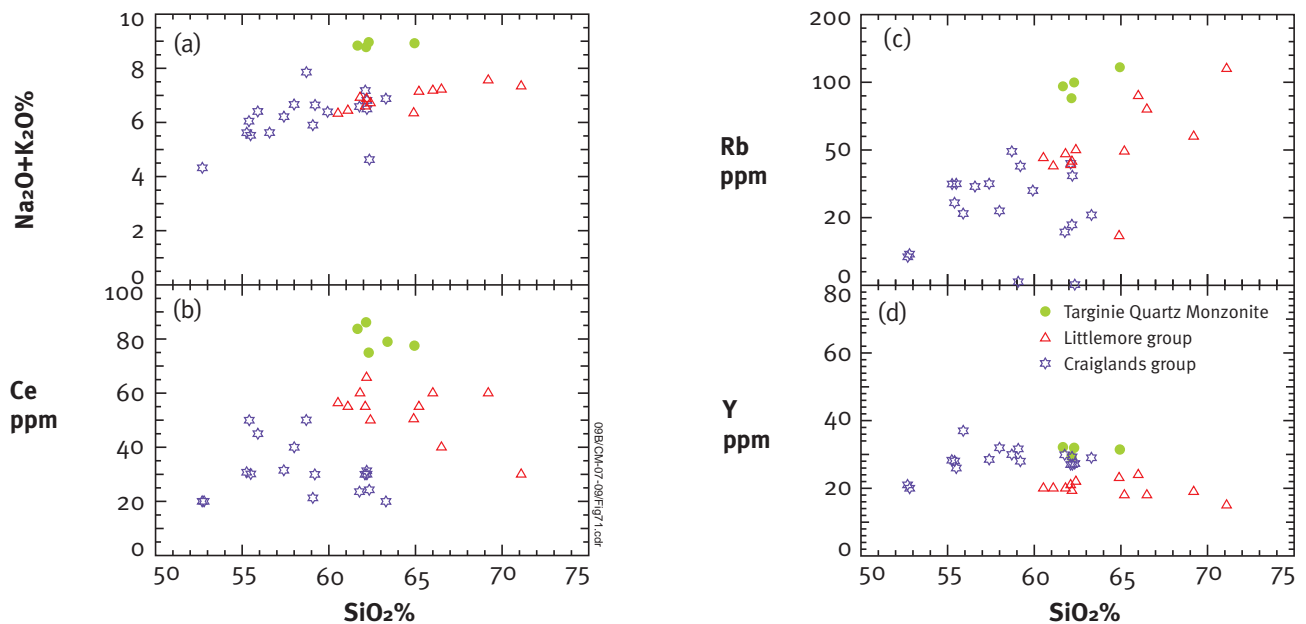 (a)
10
8
6
4
2
0
Na₂O+K₂O%
(b)
100
80
60
40
20
0
Ce
ppm
50 55 60 65 70 75
SiO₂%
09B/CM-07-09/Fig71.cdr
(c)
200
100
50
20
0
Rb
ppm
(d)
Targinie Quartz Monzonite
Littlemore group
Craiglands group
80
60
40
20
0
Y
ppm
50 55 60 65 70 75
SiO₂%